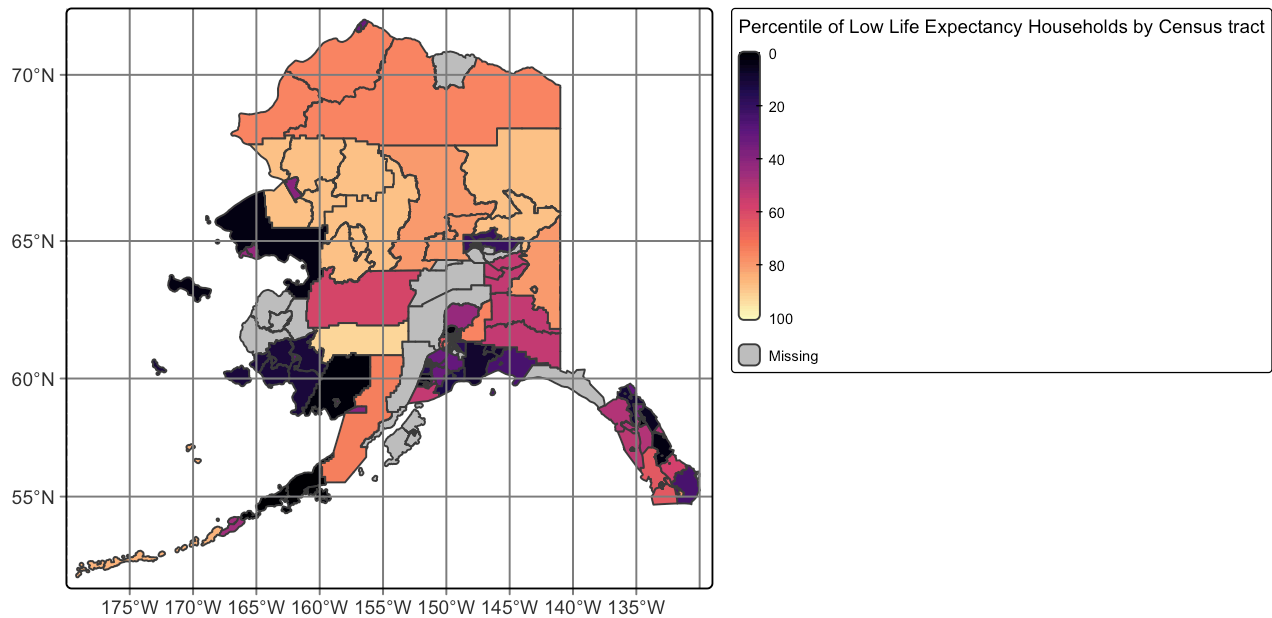 Percentile of Low Life Expectancy Households by Census tract
0
20
40
60
80
100
Missing
70°N
65°N
60°N
55°N
175°W 170°W 165°W 160°W 155°W 150°W 145°W 140°W 135°W